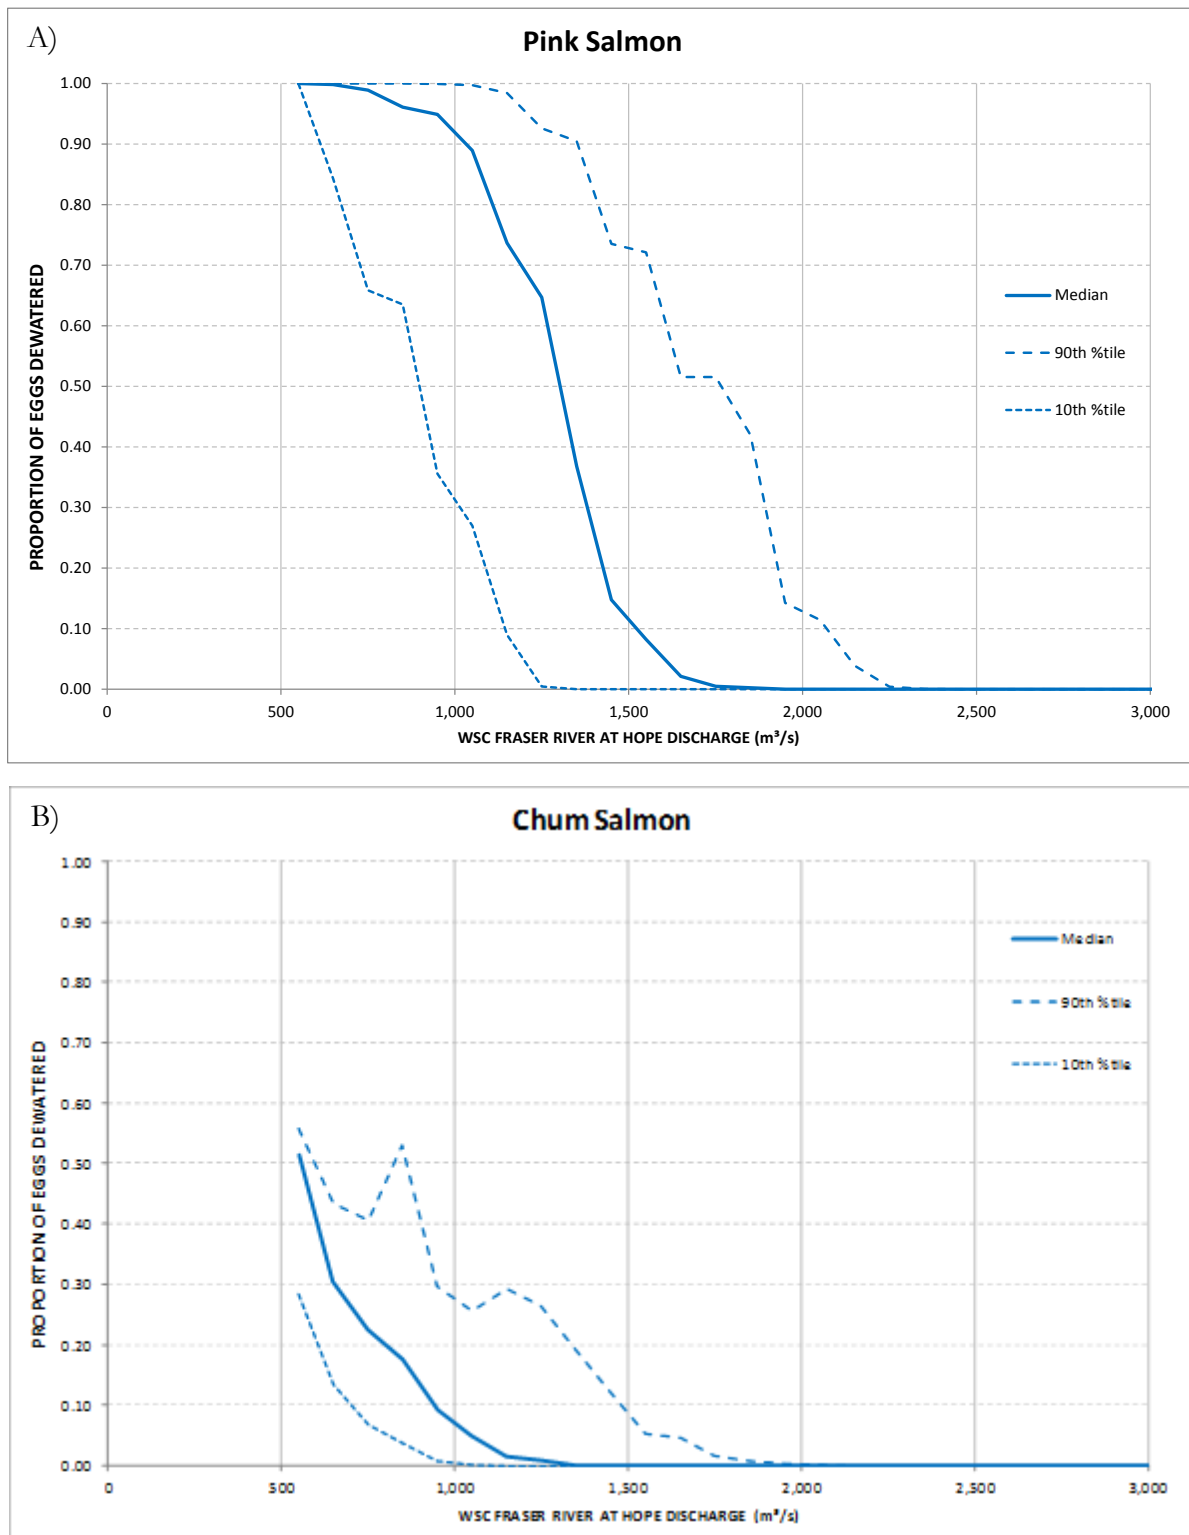 A)
Pink Salmon
PROPORTION OF EGGS DEWATERED
1.00
0.90
0.80
0.70
0.60
0.50
0.40
0.30
0.20
0.10
0.00
Median
90th %tile
10th %tile
0 500 1,000 1,500 2,000 2,500 3,000
WSC FRASER RIVER AT HOPE DISCHARGE (m³/s)
B)
Chum Salmon
PROPORTION OF EGGS DEWATERED
1.00
0.90
0.80
0.70
0.60
0.50
0.40
0.30
0.20
0.10
0.00
Median
90th %tile
10th %tile
0 500 1,000 1,500 2,000 2,500 3,000
WSC FRASER RIVER AT HOPE DISCHARGE (m³/s)